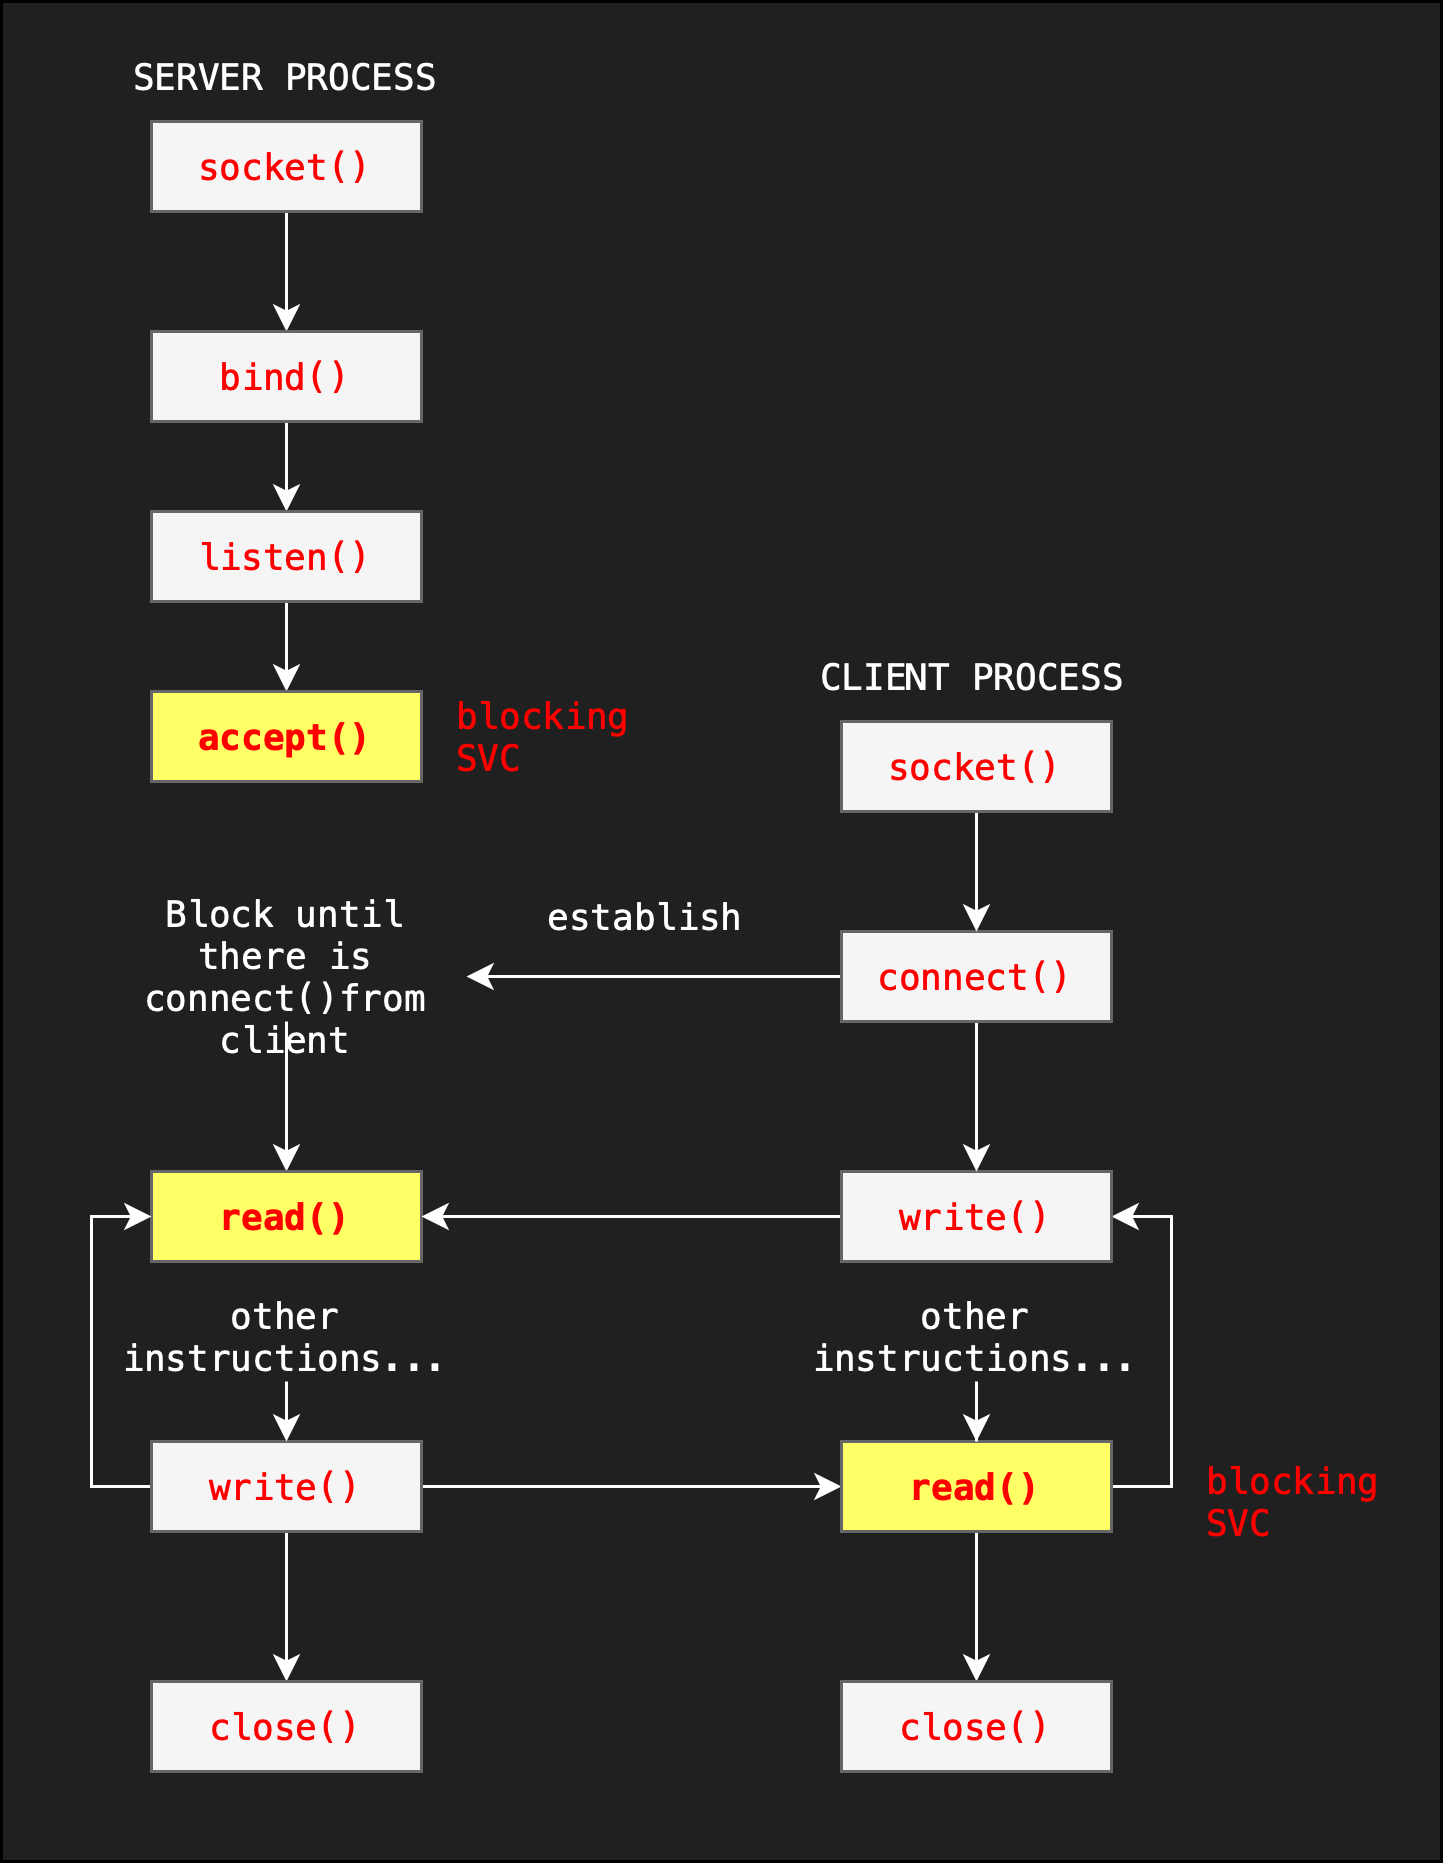 SERVER PROCESS
socket()
bind()
listen()
accept()
blocking
SVC
CLIENT PROCESS
socket()
Block until
there is
connect()from
client
establish
connect()
read()
write()
other
instructions...
other
instructions...
write()
read()
blocking
SVC
close()
close()